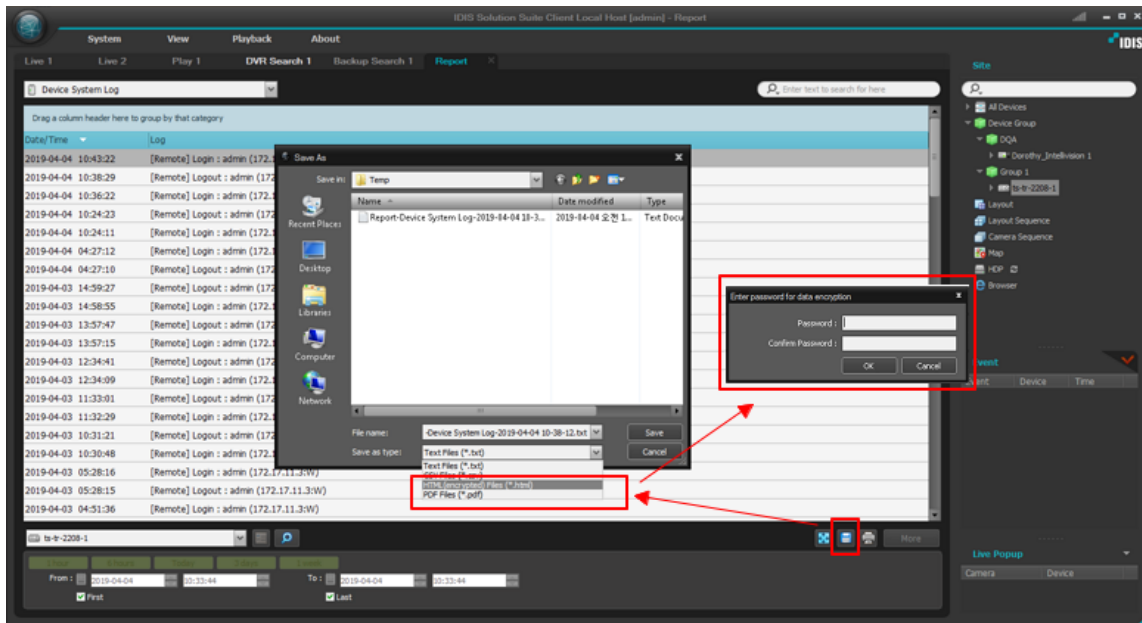 IDIS Solution Suite Client Local Host [admin] - Report
System View Playback About
IDIS
Live 1 Live 2 Play 1 DVR Search 1 Backup Search 1 Report
Device System Log
Enter text to search for here
Drag a column header here to group by that category
Date/Time Log
2019-04-04 10:43:22 [Remote] Login : admin (172.1
2019-04-04 10:38:29 [Remote] Logout : admin (172
2019-04-04 10:36:22 [Remote] Login : admin (172.1
2019-04-04 10:24:23 [Remote] Logout : admin (172
2019-04-04 10:24:11 [Remote] Login : admin (172.1
2019-04-04 04:27:12 [Remote] Login : admin (172.1
2019-04-04 04:27:10 [Remote] Logout : admin (172
2019-04-03 14:59:27 [Remote] Logout : admin (172
2019-04-03 14:58:55 [Remote] Login : admin (172.1
2019-04-03 13:57:47 [Remote] Logout : admin (172
2019-04-03 13:57:15 [Remote] Login : admin (172.1
2019-04-03 12:34:41 [Remote] Logout : admin (172
2019-04-03 12:34:09 [Remote] Login : admin (172.1
2019-04-03 11:33:01 [Remote] Logout : admin (172
2019-04-03 11:32:29 [Remote] Login : admin (172.1
2019-04-03 10:31:21 [Remote] Logout : admin (172
2019-04-03 10:30:48 [Remote] Login : admin (172.1
2019-04-03 05:28:16 [Remote] Login : admin (172.17.11.3:W)
2019-04-03 05:28:15 [Remote] Logout : admin (172.17.11.3:W)
2019-04-03 04:51:36 [Remote] Login : admin (172.17.11.3:W)
Save As
Save in: Temp
Name Date modified Type
Report-Device System Log-2019-04-04 10-3... 2019-04-04 오전 1... Text Docu
Recent Places
Desktop
Libraries
Computer
Network
File name: -Device System Log-2019-04-04 10-38-12.txt Save
Save as type: Text Files (*.txt) Cancel
Text Files (*.txt)
CSV Files (*.csv)
HTML(encrypted) Files (*.html)
PDF Files (*.pdf)
Enter password for data encryption
Password :
Confirm Password :
OK Cancel
ts-tr-2208-1
More
Today 2 days 1 week
From : 2019-04-04 10:33:44 To : 2019-04-04 10:33:44
First Last
Site
All Devices
Device Group
DQA
Dorothy_Intellivision 1
Group 1
ts-tr-2208-1
Layout
Layout Sequence
Camera Sequence
Map
HDP
Browser
Event
Event Device Time
Live Popup
Camera Device